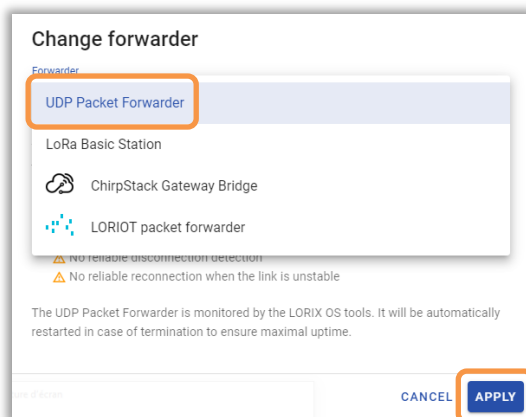 Change forwarder
Forwarder
UDP Packet Forwarder
LoRa Basic Station
ChirpStack Gateway Bridge
LORIOT packet forwarder
No reliable disconnection detection
No reliable reconnection when the link is unstable
The UDP Packet Forwarder is monitored by the LORIX OS tools. It will be automatically
restarted in case of termination to ensure maximal uptime.
ure d'écran
CANCEL APPLY